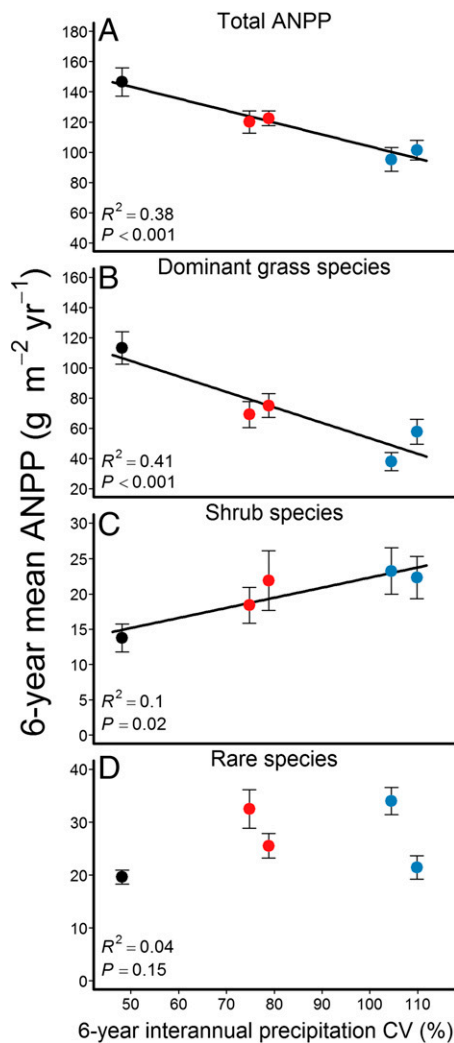 6-year mean ANPP (g m⁻² yr⁻¹)
A Total ANPP
180
160
140
120
100
80
60
40
R² = 0.38
P < 0.001
B Dominant grass species
160
140
120
100
80
60
40
20
R² = 0.41
P < 0.001
C Shrub species
30
25
20
15
10
5
0
R² = 0.1
P = 0.02
D Rare species
40
30
20
10
0
R² = 0.04
P = 0.15
50 60 70 80 90 100 110
6-year interannual precipitation CV (%)